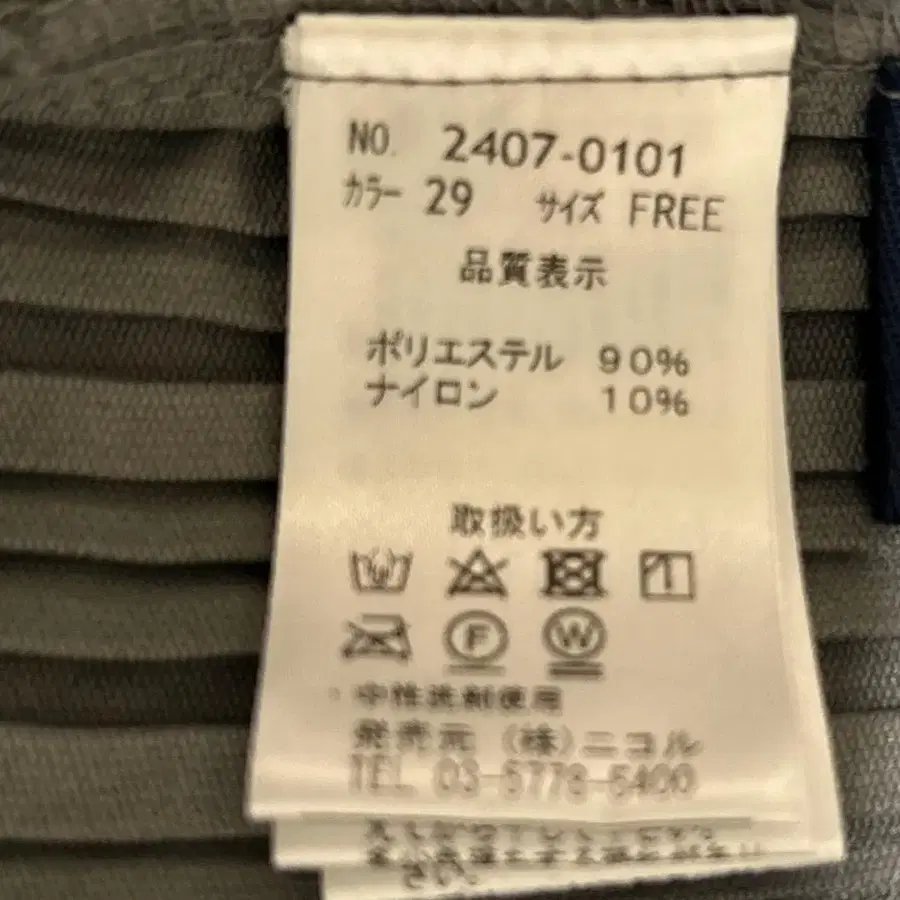 NO. 2407-0101
カラー 29 サイズ FREE
品質表示
ポリエステル 90%
ナイロン 10%
取扱い方
F W
・中性洗剤使用
発売元 (株)ニコル
TEL 03-5778-5400
さい。